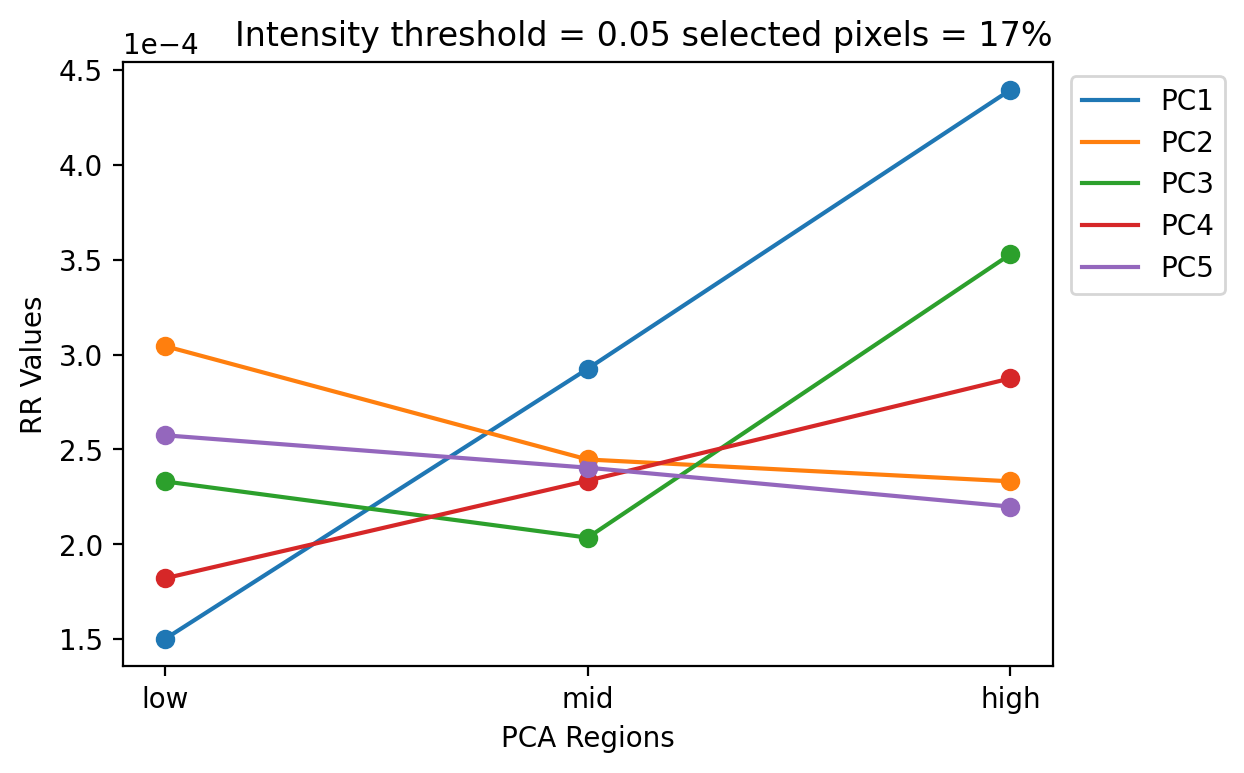 Intensity threshold = 0.05 selected pixels = 17%
1e−4
4.5
4.0
3.5
3.0
2.5
2.0
1.5
RR Values
low
mid
high
PCA Regions
PC1
PC2
PC3
PC4
PC5